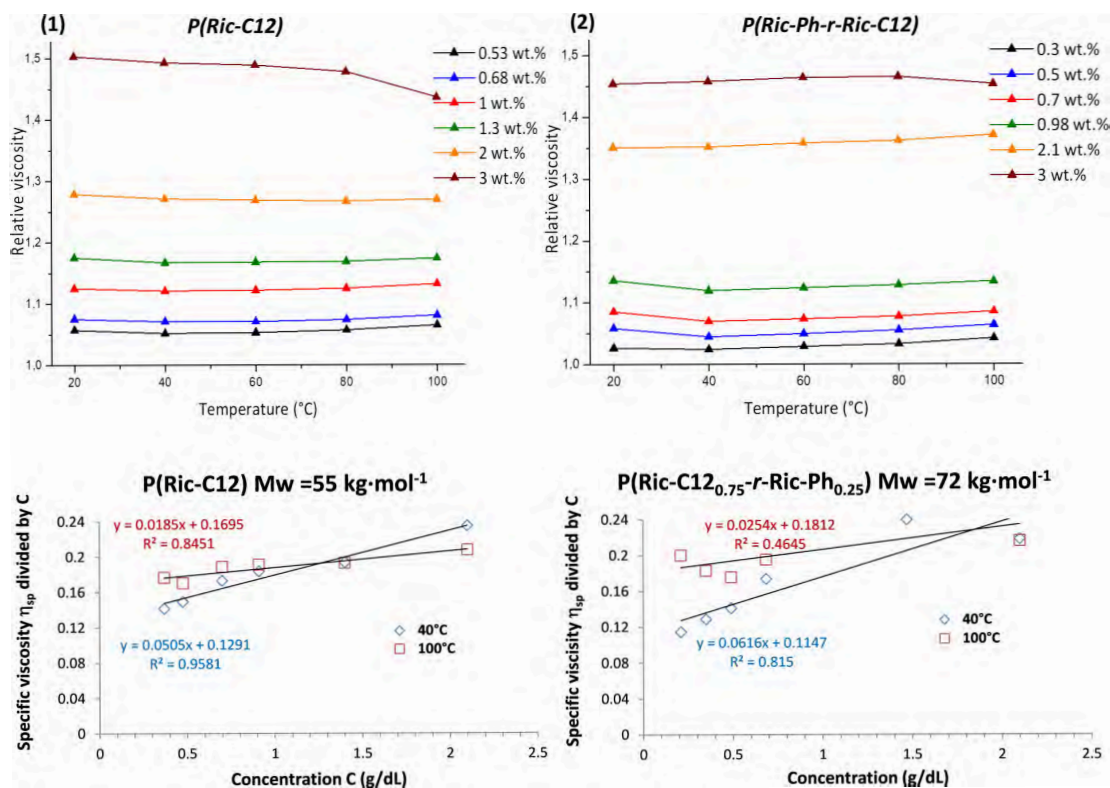 (1)
P(Ric-C12)
0.53 wt.%
0.68 wt.%
1 wt.%
1.3 wt.%
2 wt.%
3 wt.%
1,5
1,4
1,3
1,2
1,1
1,0
Relative viscosity
20 40 60 80 100
Temperature (°C)
(2)
P(Ric-Ph-r-Ric-C12)
0.3 wt.%
0.5 wt.%
0.7 wt.%
0.98 wt.%
2.1 wt.%
3 wt.%
1,5
1,4
1,3
1,2
1,1
1,0
Relative viscosity
20 40 60 80 100
Temperature (°C)
P(Ric-C12) Mw =55 kg·mol⁻¹
Specific viscosity ηsp divided by C
0.24
0.2
0.16
0.12
0.08
0.04
0
y = 0.0185x + 0.1695
R² = 0.8451
y = 0.0505x + 0.1291
R² = 0.9581
40°C
100°C
0 0.5 1 1.5 2 2.5
Concentration C (g/dL)
P(Ric-C12₀.₇₅-r-Ric-Ph₀.₂₅) Mw =72 kg·mol⁻¹
Specific viscisity ηsp divided by C
0.24
0.2
0.16
0.12
0.08
0.04
0
y = 0.0254x + 0.1812
R² = 0.4645
y = 0.0616x + 0.1147
R² = 0.815
40°C
100°C
0 0.5 1 1.5 2 2.5
Concentration (g/dL)